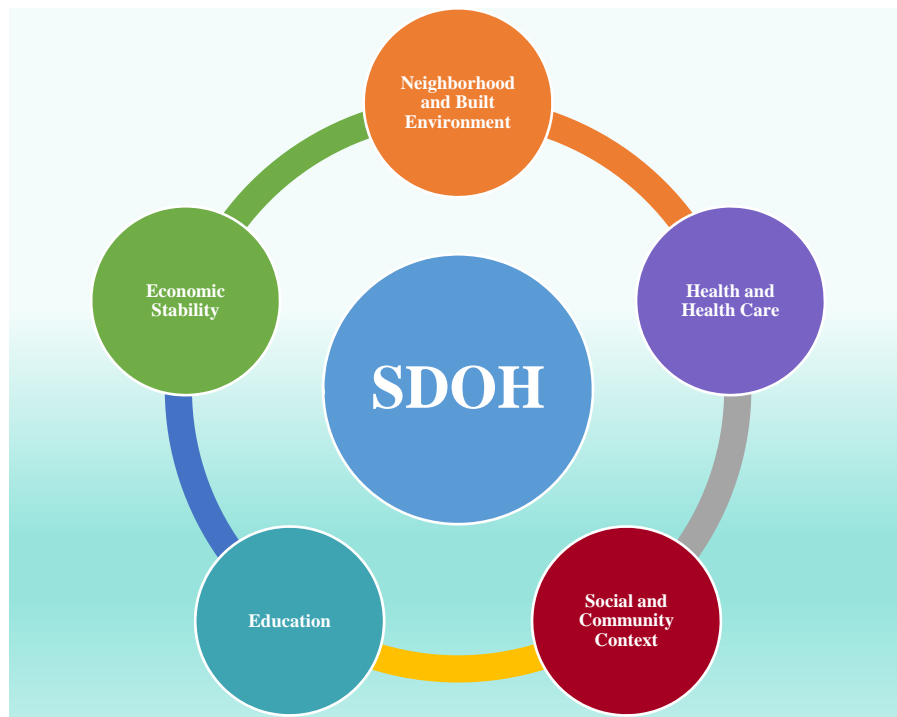 Neighborhood
and Built
Environment
Economic
Stability
Health and
Health Care
SDOH
Education
Social and
Community
Context